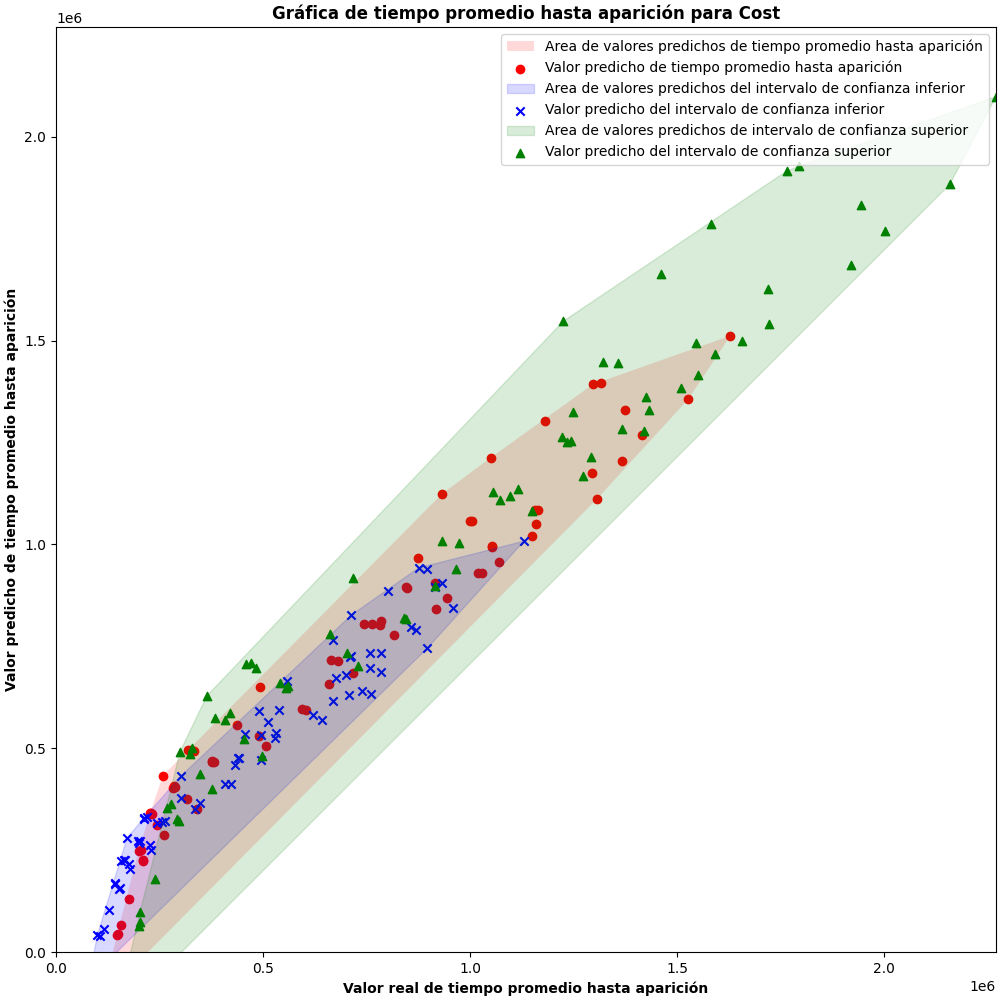 Gráfica de tiempo promedio hasta aparición para Cost
1e6
Area de valores predichos de tiempo promedio hasta aparición
Valor predicho de tiempo promedio hasta aparición
Area de valores predichos del intervalo de confianza inferior
Valor predicho del intervalo de confianza inferior
Area de valores predichos de intervalo de confianza superior
Valor predicho del intervalo de confianza superior
2.0
1.5
1.0
0.5
0.0
Valor predicho de tiempo promedio hasta aparición
0.0 0.5 1.0 1.5 2.0
1e6
Valor real de tiempo promedio hasta aparición